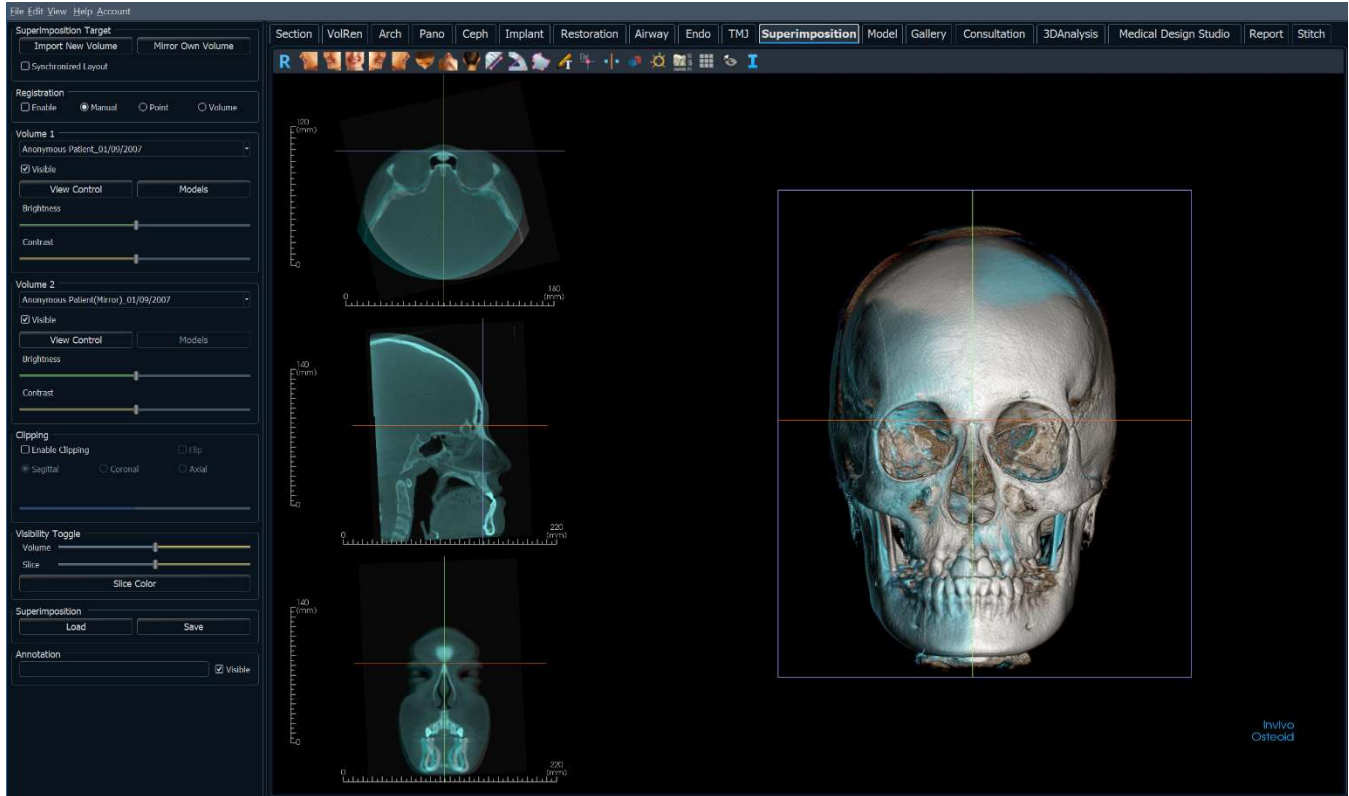 File Edit View Help Account
Superimposition Target
Import New Volume Mirror Own Volume
Synchronized Layout
Registration
Enable Manual Point Volume
Volume 1
Anonymous Patient_01/09/2007
Visible
View Control Models
Brightness
Contrast
Volume 2
Anonymous Patient(Mirror)_01/09/2007
Visible
View Control Models
Brightness
Contrast
Clipping
Enable Clipping Flip
Sagittal Coronal Axial
Visibility Toggle
Volume
Slice
Slice Color
Superimposition
Load Save
Annotation
Visible
Section VolRen Arch Pano Ceph Implant Restoration Airway Endo TMJ Superimposition Model Gallery Consultation 3DAnalysis Medical Design Studio Report Stitch
R T I
120
(mm)
0
0 160
(mm)
140
(mm)
0
0 220
(mm)
140
(mm)
0
0 220
(mm)
Invivo
Osteoid